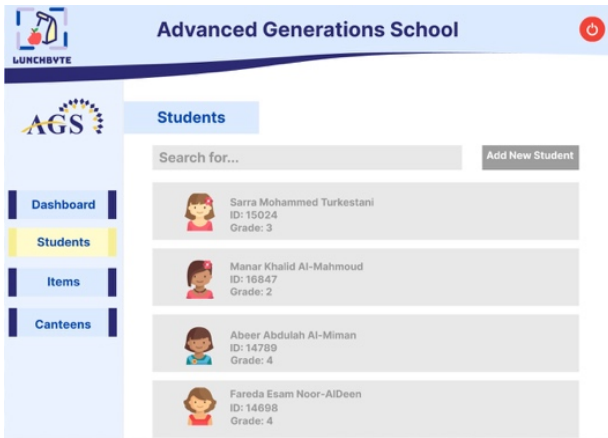 Advanced Generations School
LUNCHBYTE
AGS
Students
Search for...
Add New Student
Dashboard
Students
Items
Canteens
Sarra Mohammed Turkestani
ID: 15024
Grade: 3
Manar Khalid Al-Mahmoud
ID: 16847
Grade: 2
Abeer Abdulah Al-Miman
ID: 14789
Grade: 4
Fareda Esam Noor-AlDeen
ID: 14698
Grade: 4